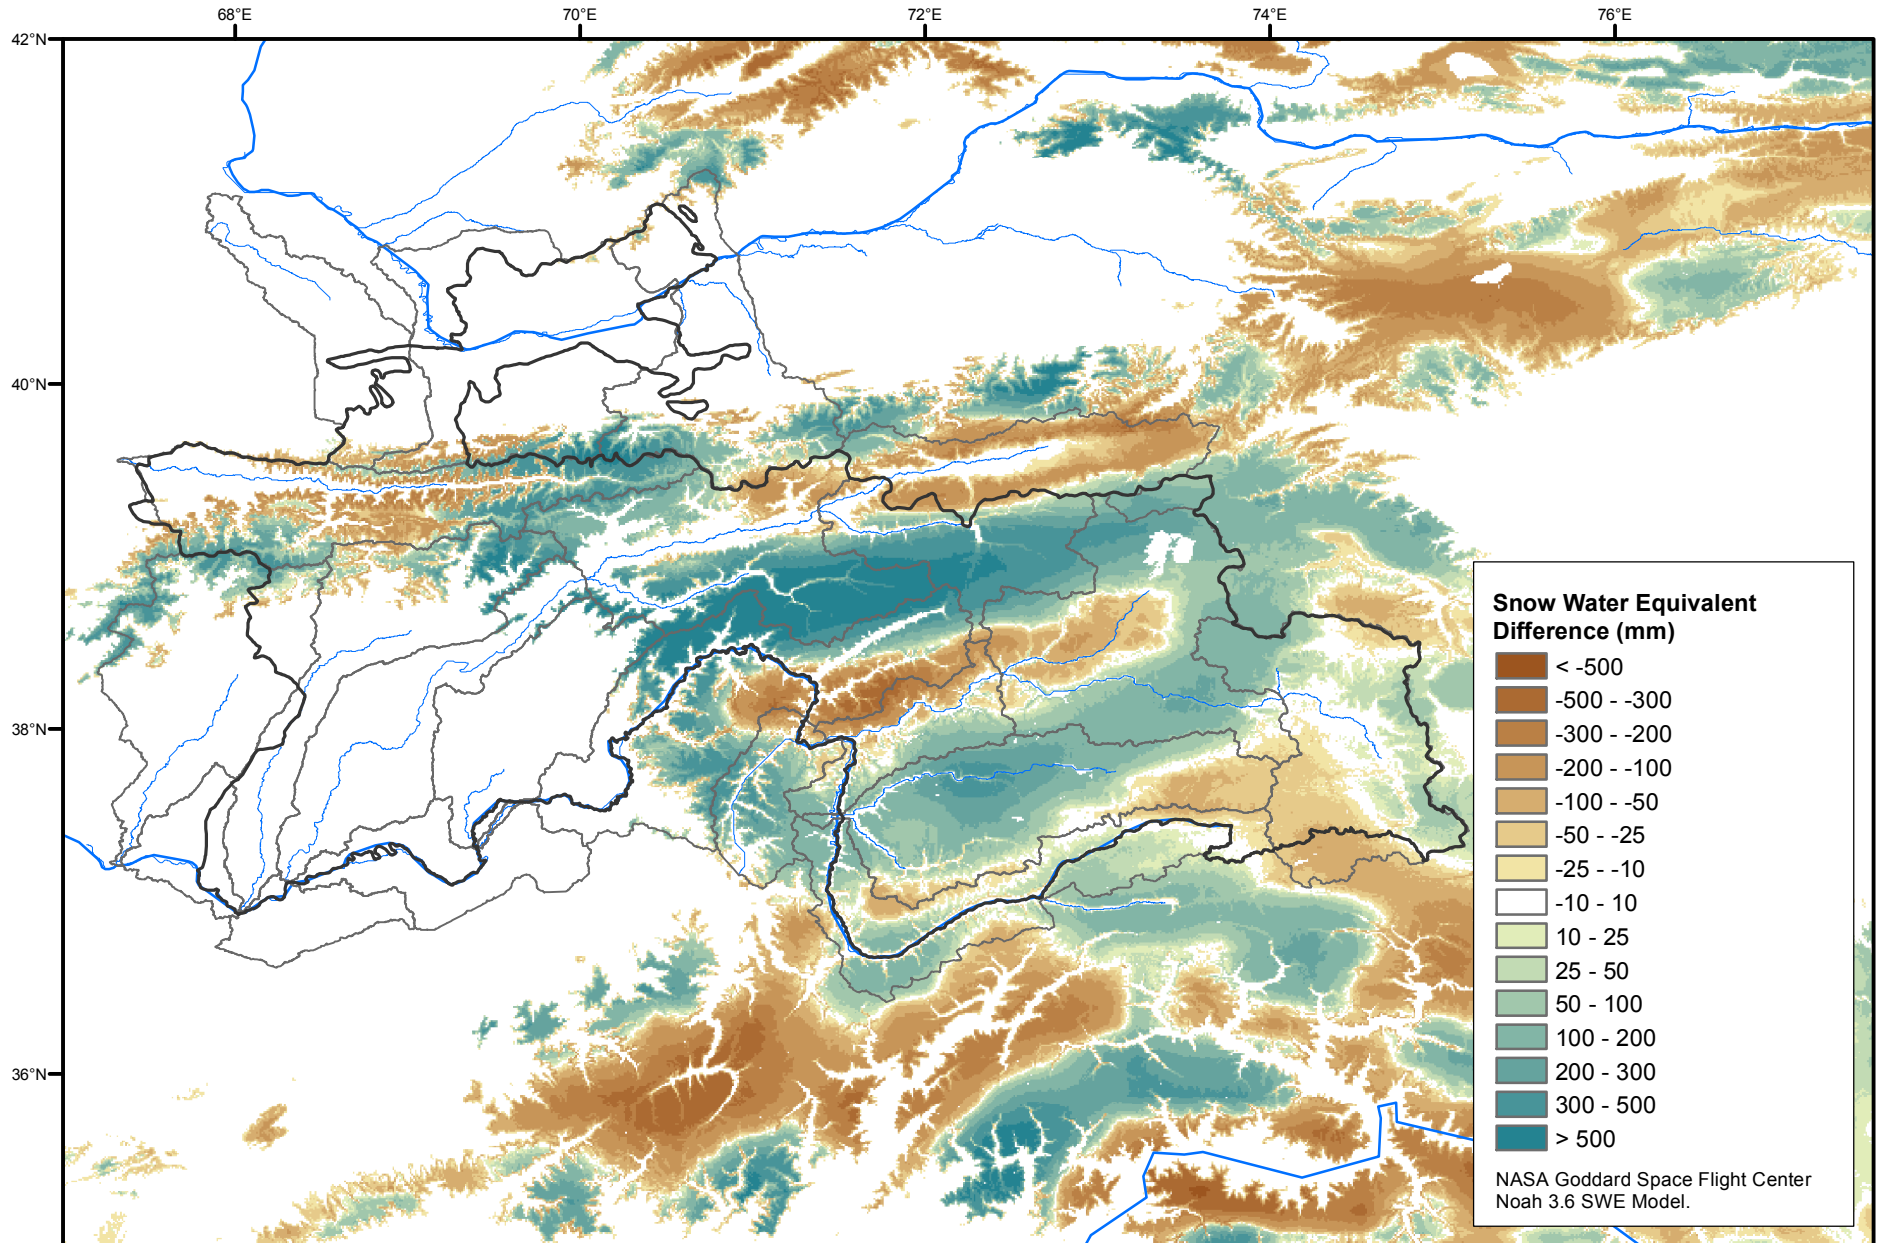 68°E
70°E
72°E
74°E
76°E
42°N
40°N
38°N
36°N
Snow Water Equivalent
Difference (mm)
< -500
-500 - -300
-300 - -200
-200 - -100
-100 - -50
-50 - -25
-25 - -10
-10 - 10
10 - 25
25 - 50
50 - 100
100 - 200
200 - 300
300 - 500
> 500
NASA Goddard Space Flight Center
Noah 3.6 SWE Model.